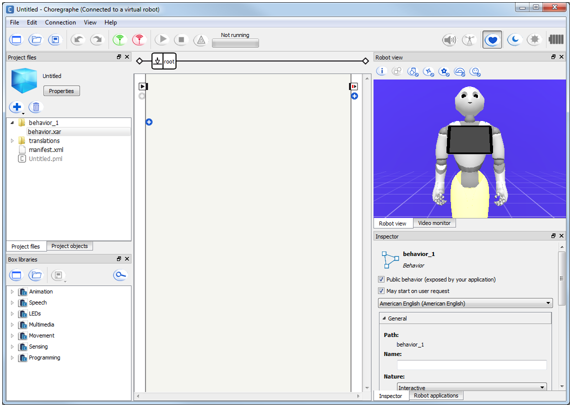 Untitled - Choregraphe (Connected to a virtual robot)
File Edit Connection View Help
Not running
Project files
Untitled
Properties
behavior_1
behavior.xar
translations
manifest.xml
Untitled.pml
Project files Project objects
Box libraries
Animation
Speech
LEDs
Multimedia
Movement
Sensing
Programming
root
Robot view
Robot view Video monitor
Inspector
behavior_1
Behavior
Public behavior (exposed by your application)
May start on user request
American English (American English)
General
Path:
behavior_1
Name:
Nature:
Interactive
Inspector Robot applications